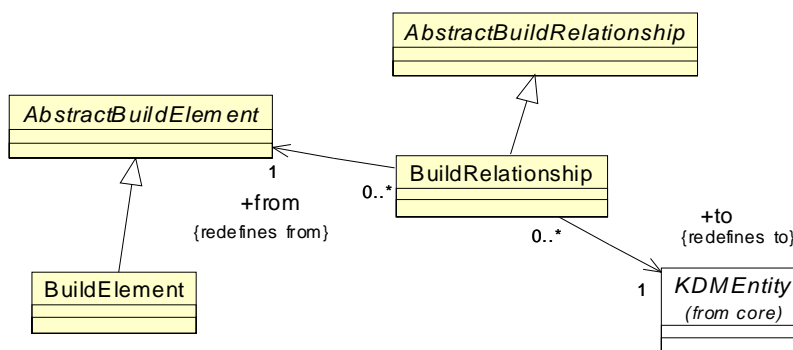 AbstractBuildRelationship
AbstractBuildElement
BuildRelationship
1
0..*
+from
{redefines from}
0..*
+to
{redefines to}
BuildElement
1
KDMEntity
(from core)